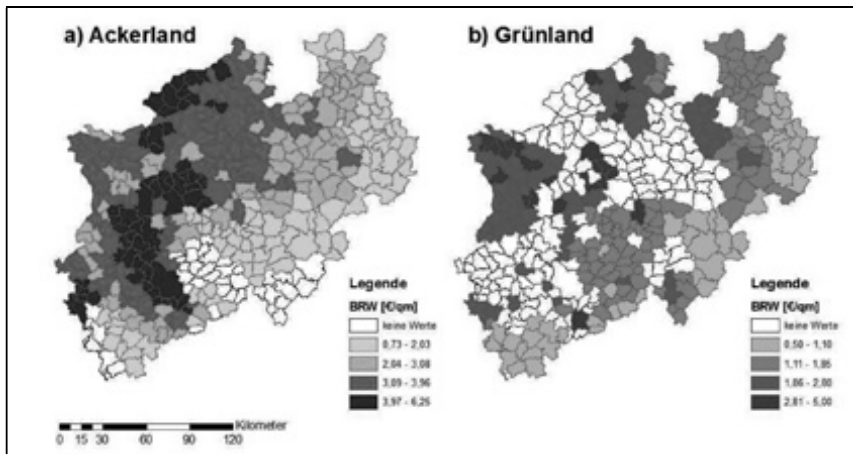 a) Ackerland
b) Grünland
Legende
BRW [€/qm]
keine Werte
0,73 - 2,03
2,04 - 3,08
3,09 - 3,96
3,97 - 6,25
Legende
BRW [€/qm]
keine Werte
0,50 - 1,10
1,11 - 1,85
1,86 - 2,80
2,81 - 5,00
Kilometer
0 15 30 60 90 120